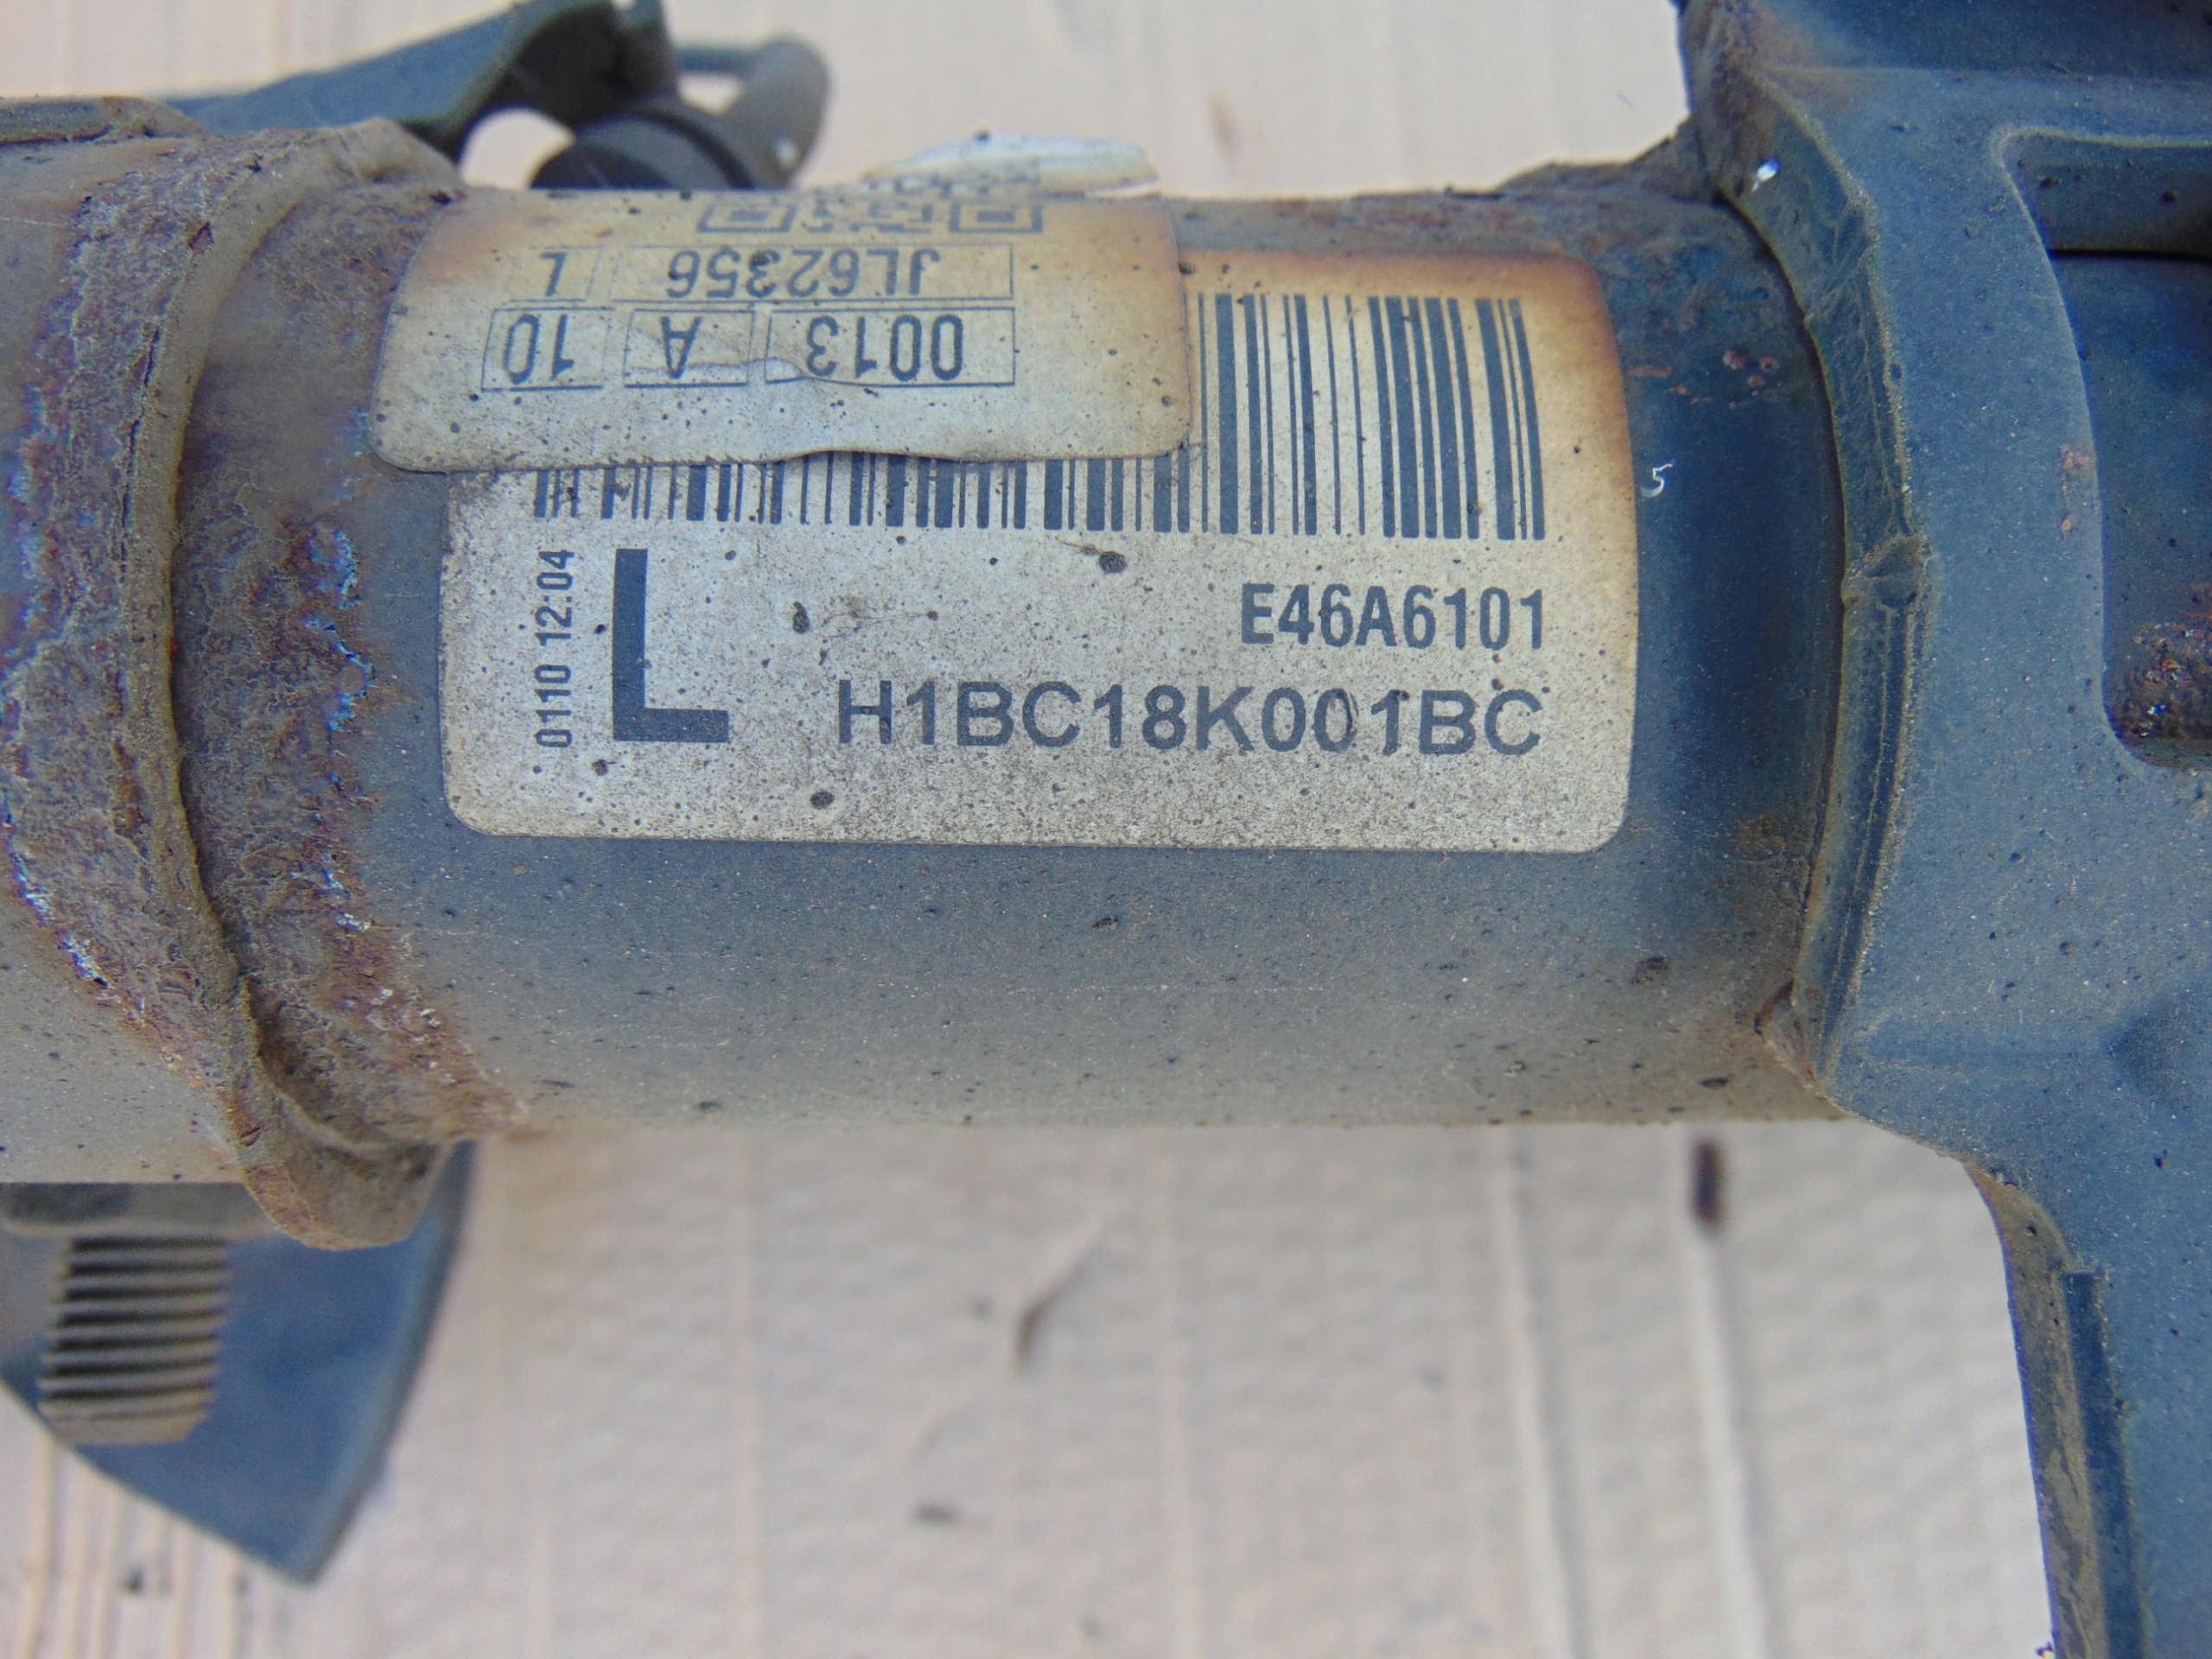 JL62356 L
0013 A 10
E46A6101
H1BC18K001BC
L
0110 12.04